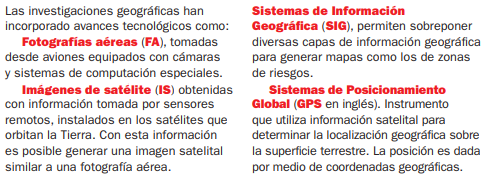 Las investigaciones geográficas han
incorporado avances tecnológicos como:
Fotografías aéreas (FA), tomadas
desde aviones equipados con cámaras
y sistemas de computación especiales.
Imágenes de satélite (IS) obtenidas
con información tomada por sensores
remotos, instalados en los satélites que
orbitan la Tierra. Con esta información
es posible generar una imagen satelital
similar a una fotografía aérea.
Sistemas de Información
Geográfica (SIG), permiten sobreponer
diversas capas de información geográfica
para generar mapas como los de zonas
de riesgos.
Sistemas de Posicionamiento
Global (GPS en inglés). Instrumento
que utiliza información satelital para
determinar la localización geográfica sobre
la superficie terrestre. La posición es dada
por medio de coordenadas geográficas.